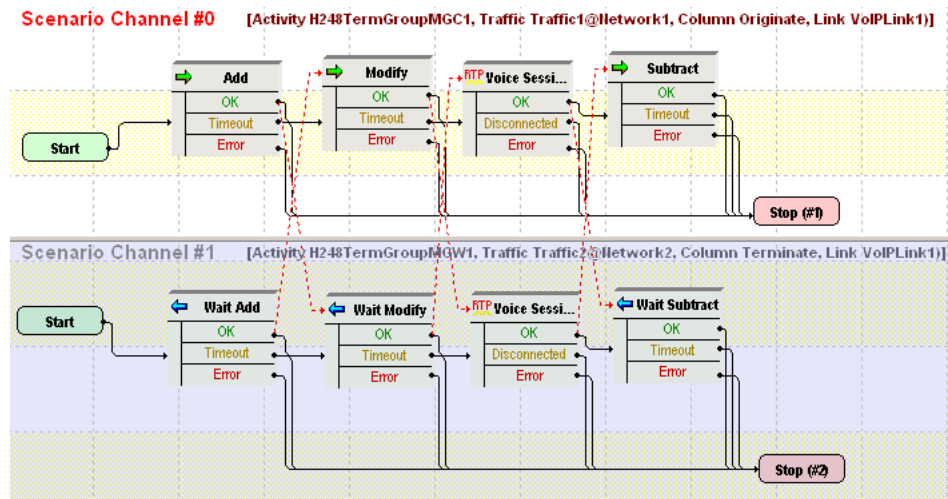 Scenario Channel #0 [Activity H248TermGroupMGC1, Traffic Traffic1@Network1, Column Originate, Link VoIPLink1)]
Add
OK
Timeout
Error
Modify
OK
Timeout
Error
RTP Voice Sessi...
OK
Disconnected
Error
Subtract
OK
Timeout
Error
Start
Stop (#1)
Scenario Channel #1 [Activity H248TermGroupMGW1, Traffic Traffic2@Network2, Column Terminate, Link VoIPLink1)]
Wait Add
OK
Timeout
Error
Wait Modify
OK
Timeout
Error
RTP Voice Sessi...
OK
Disconnected
Error
Wait Subtract
OK
Timeout
Error
Start
Stop (#2)